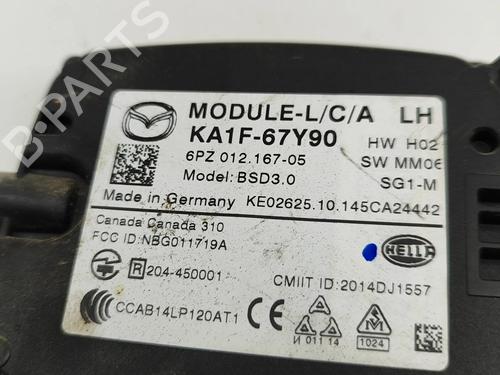 MODULE-L/C/A LH
KA1F-67Y90 HW H02
6PZ 012.167-05 SW MM06
Model: BSD3.0 SG1-M
Made in Germany KE02625.10.145CA24442
Canada Canada 310
FCC ID: NBG011719A
HELLA
R 204-450001 CMIIT ID:2014DJ1557
CCAB14LP120AT1 CE
И 011 14
M
1024
B-PARTS